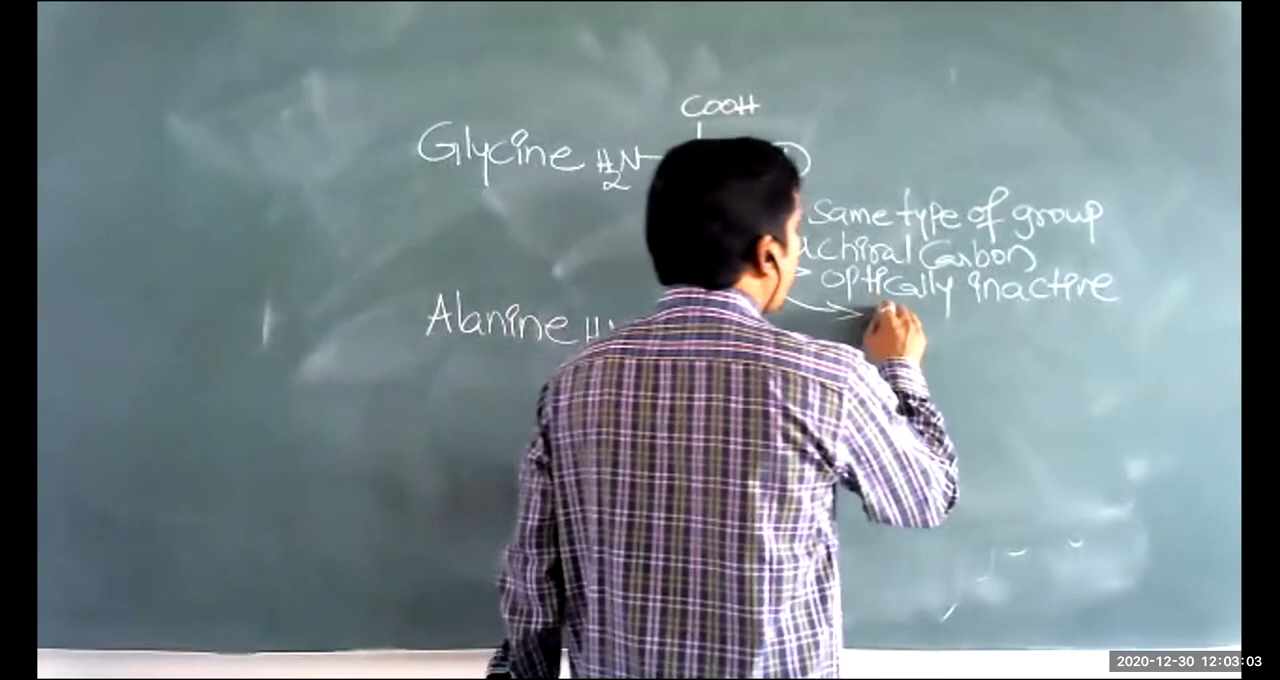 COOH
Glycine H2N-
same type of group
achiral Carbon
optically inactive
Alanine H
2020-12-30 12:03:03